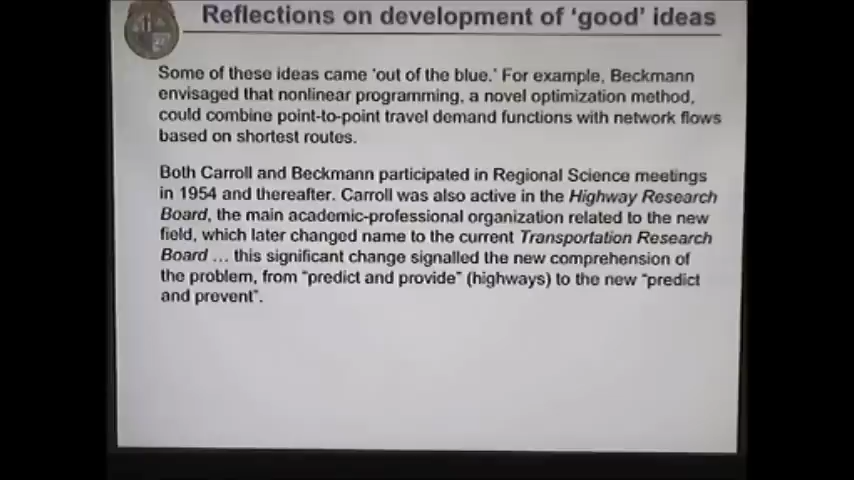 Reflections on development of ‘good’ ideas
Some of these ideas came ‘out of the blue.’ For example, Beckmann
envisaged that nonlinear programming, a novel optimization method,
could combine point-to-point travel demand functions with network flows
based on shortest routes.
Both Carroll and Beckmann participated in Regional Science meetings
in 1954 and thereafter. Carroll was also active in the Highway Research
Board, the main academic-professional organization related to the new
field, which later changed name to the current Transportation Research
Board … this significant change signalled the new comprehension of
the problem, from “predict and provide” (highways) to the new “predict
and prevent”.